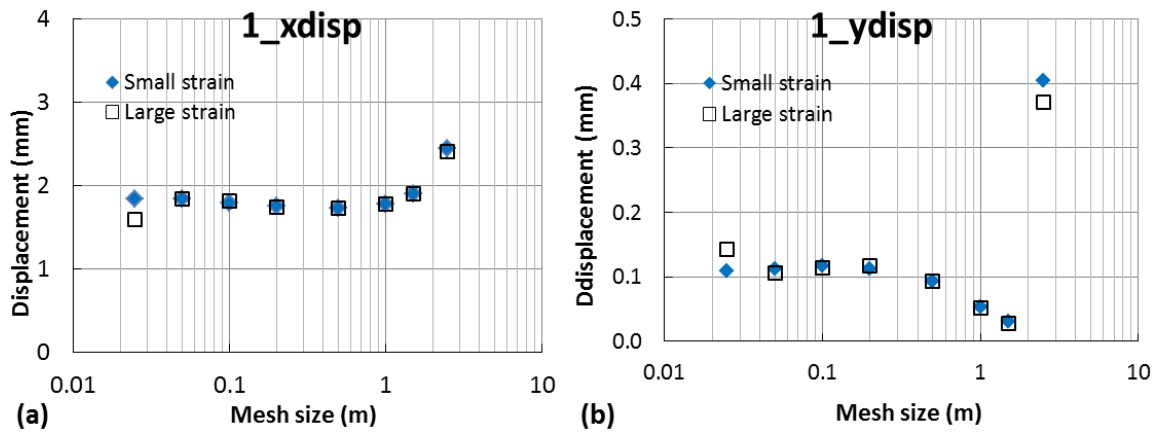 1_xdisp
Displacement (mm)
4
3
2
1
0
Small strain
Large strain
0.01
0.1
1
10
Mesh size (m)
(a)
1_ydisp
Ddisplacement (mm)
0.5
0.4
0.3
0.2
0.1
0.0
Small strain
Large strain
0.01
0.1
1
10
Mesh size (m)
(b)